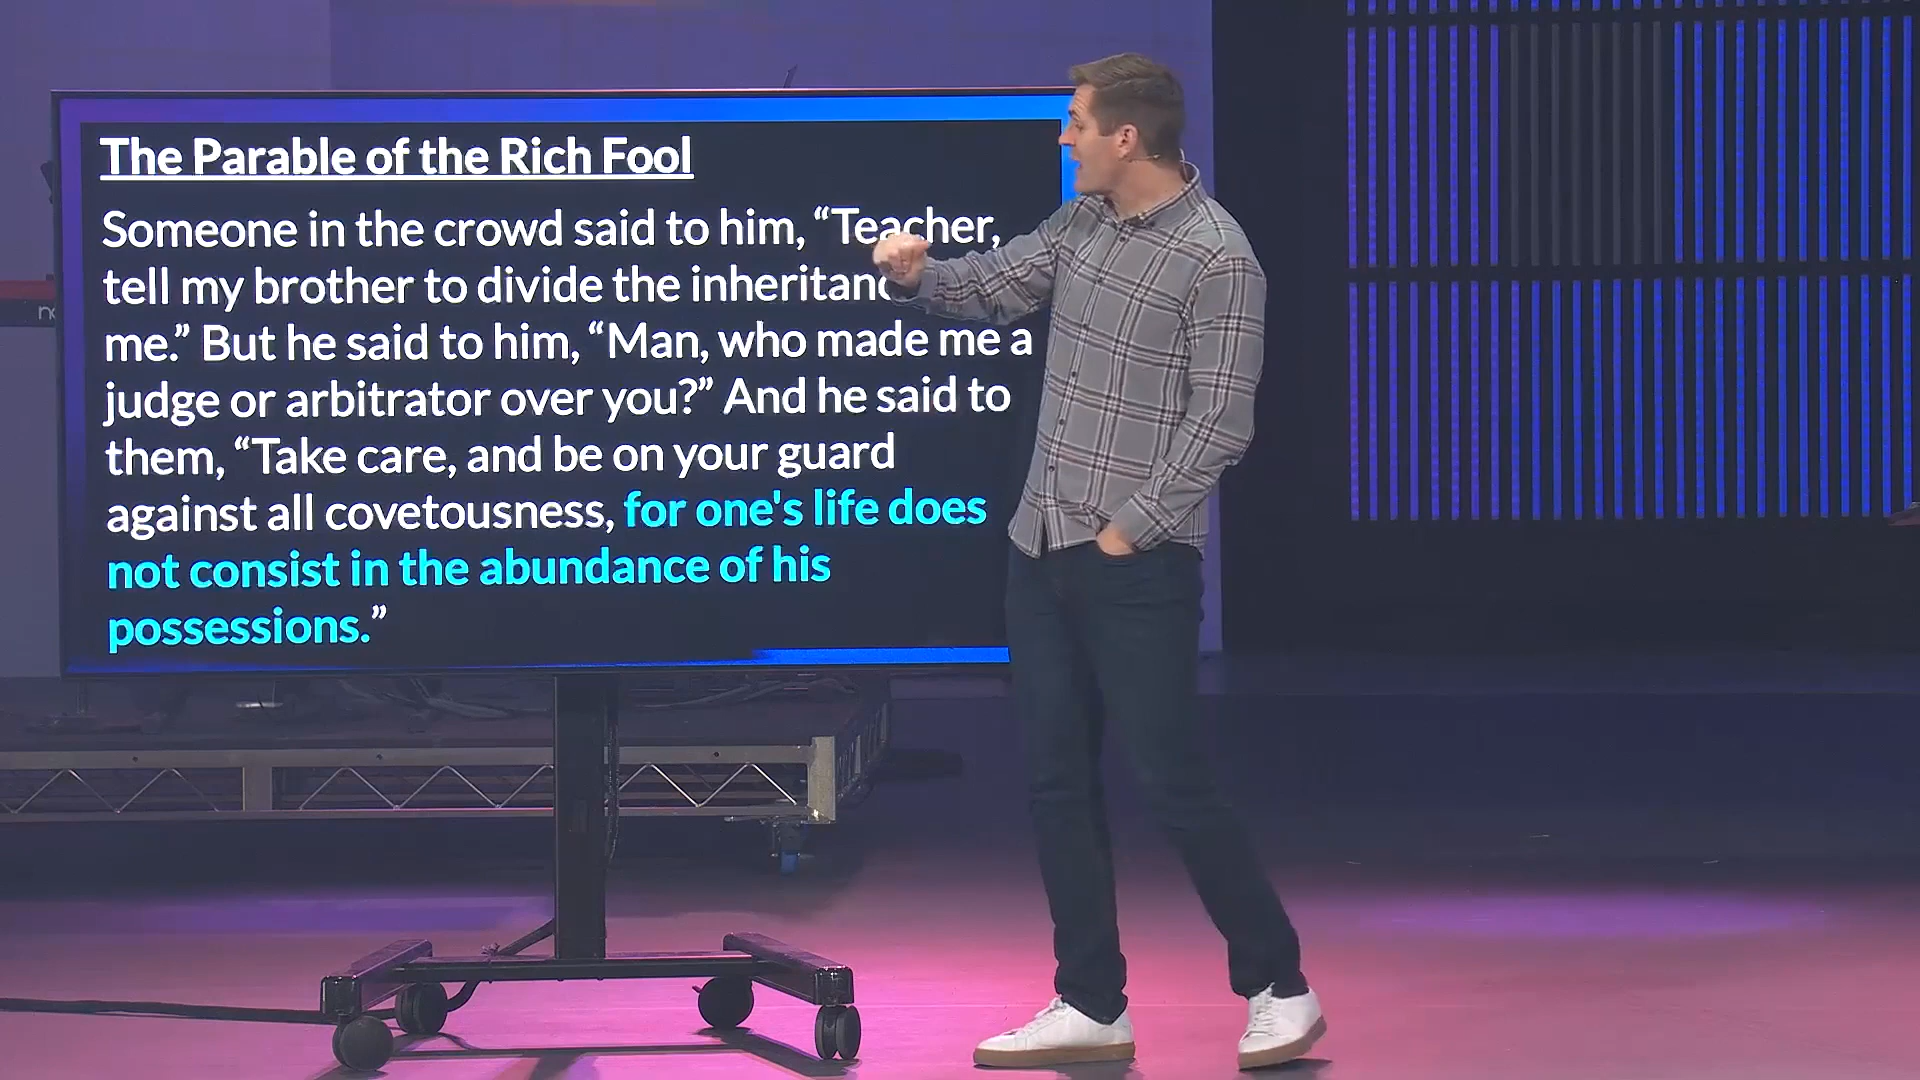 The Parable of the Rich Fool
Someone in the crowd said to him, “Teacher,
tell my brother to divide the
me.” But he said to him, “Man, who made me a
judge or arbitrator over you?” And he said to
them, “Take care, and be on your guard
against all covetousness, for one's life does
not consist in the abundance of his
possessions.”